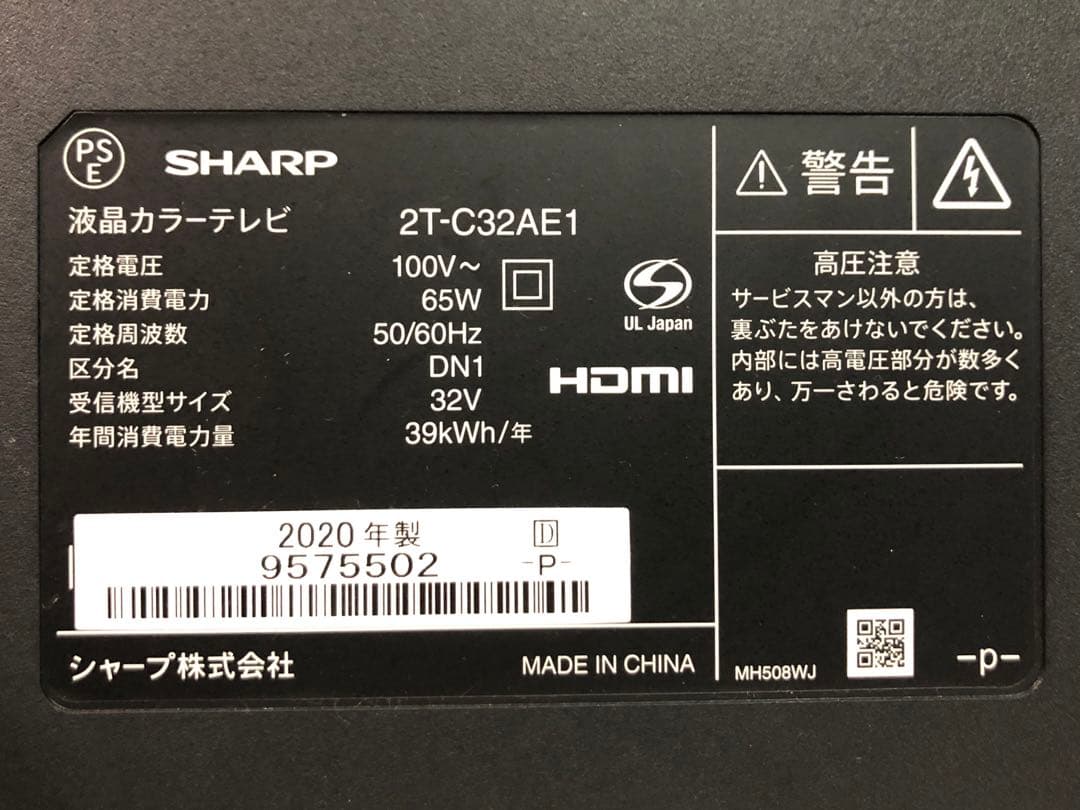 PSE SHARP
液晶カラーテレビ 2T-C32AE1
定格電圧 100V～
定格消費電力 65W
定格周波数 50/60Hz
区分名 DN1
受信機型サイズ 32V
年間消費電力量 39kWh/年
UL Japan
HDMI
2020年製 D
9575502 -P-
シャープ株式会社 MADE IN CHINA
警告
高圧注意
サービスマン以外の方は、
裏ぶたをあけないでください。
内部には高電圧部分が数多く
あり、万一さわると危険です。
MH508WJ -p-